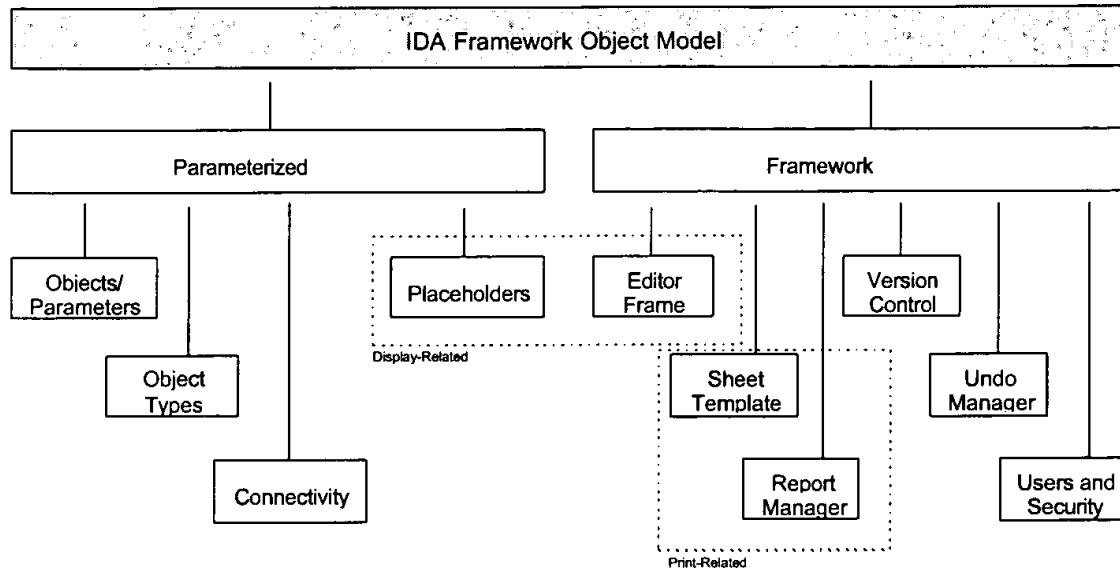 IDA Framework Object Model
Parameterized
Framework
Objects/
Parameters
Placeholders
Editor
Frame
Version
Control
Display-Related
Object
Types
Sheet
Template
Undo
Manager
Connectivity
Report
Manager
Users and
Security
Print-Related